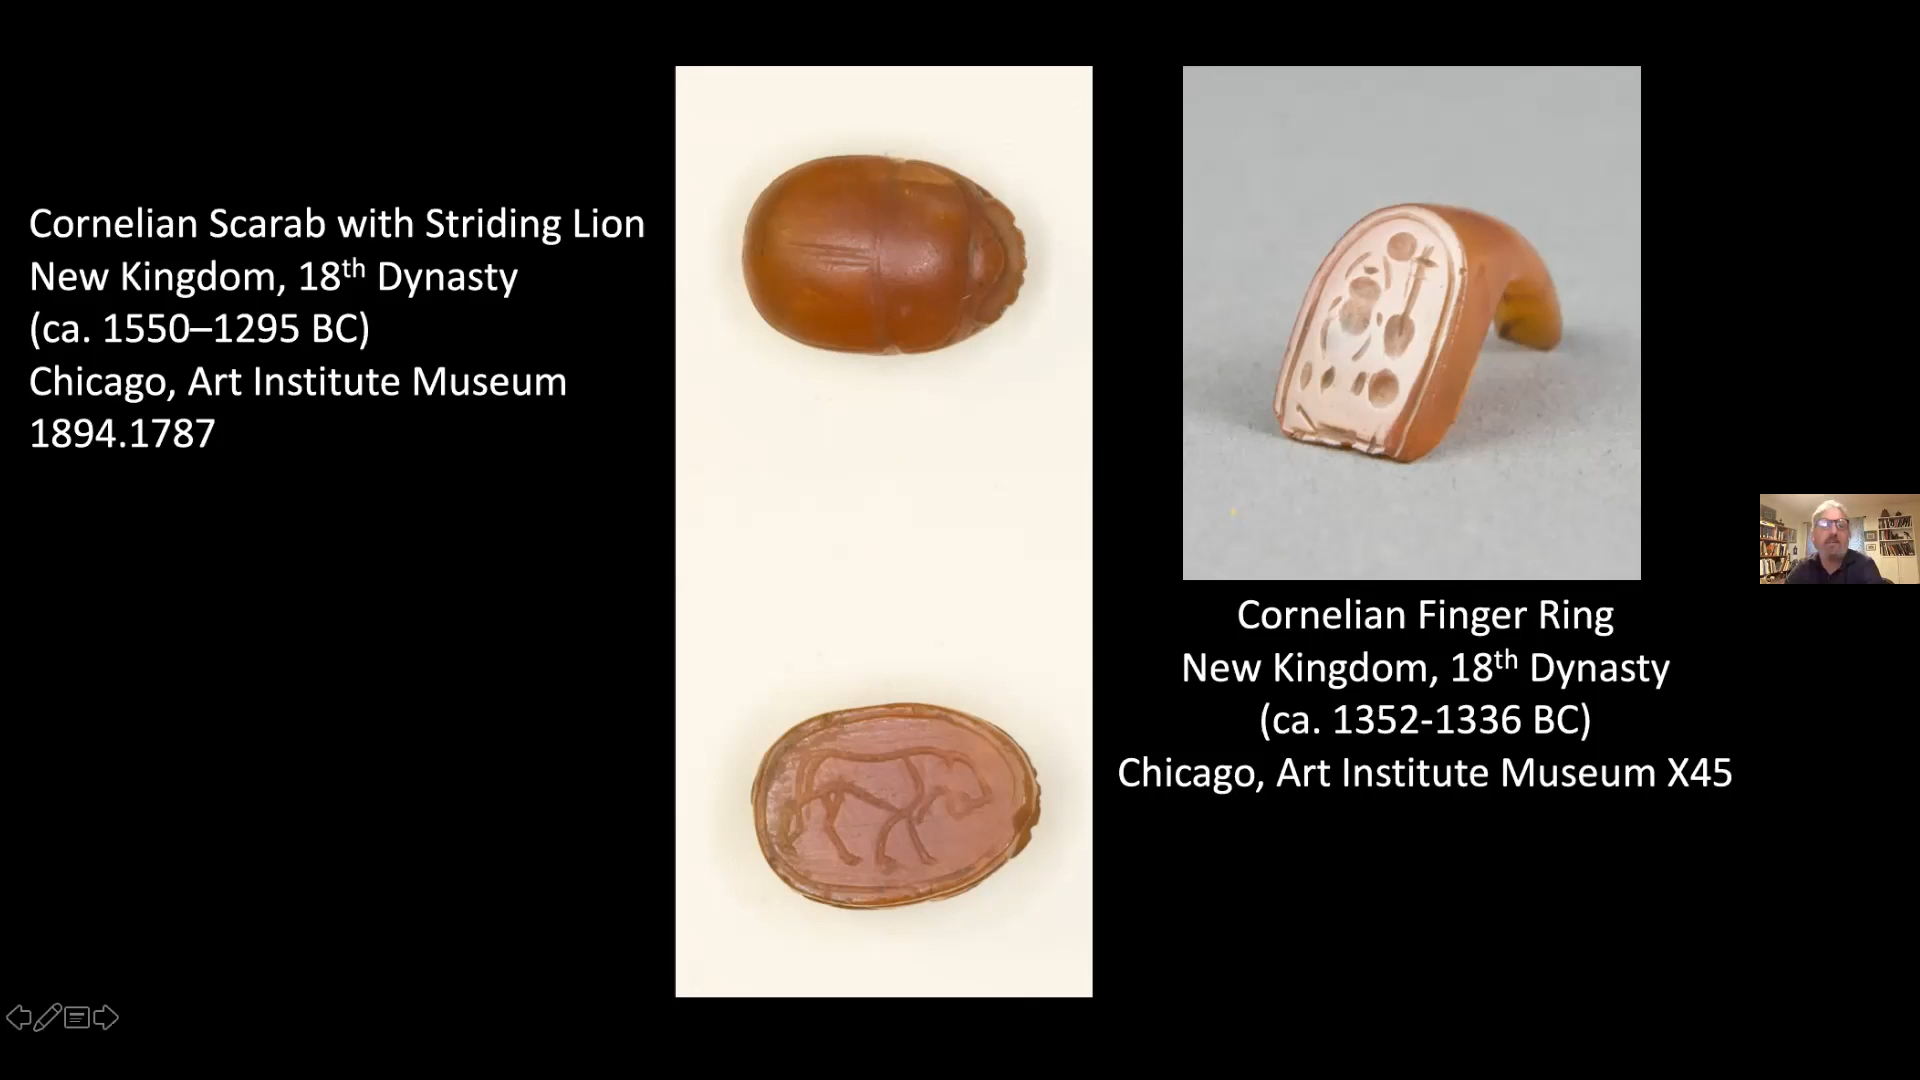 Cornelian Scarab with Striding Lion
New Kingdom, 18th Dynasty
(ca. 1550–1295 BC)
Chicago, Art Institute Museum
1894.1787
Cornelian Finger Ring
New Kingdom, 18th Dynasty
(ca. 1352-1336 BC)
Chicago, Art Institute Museum X45